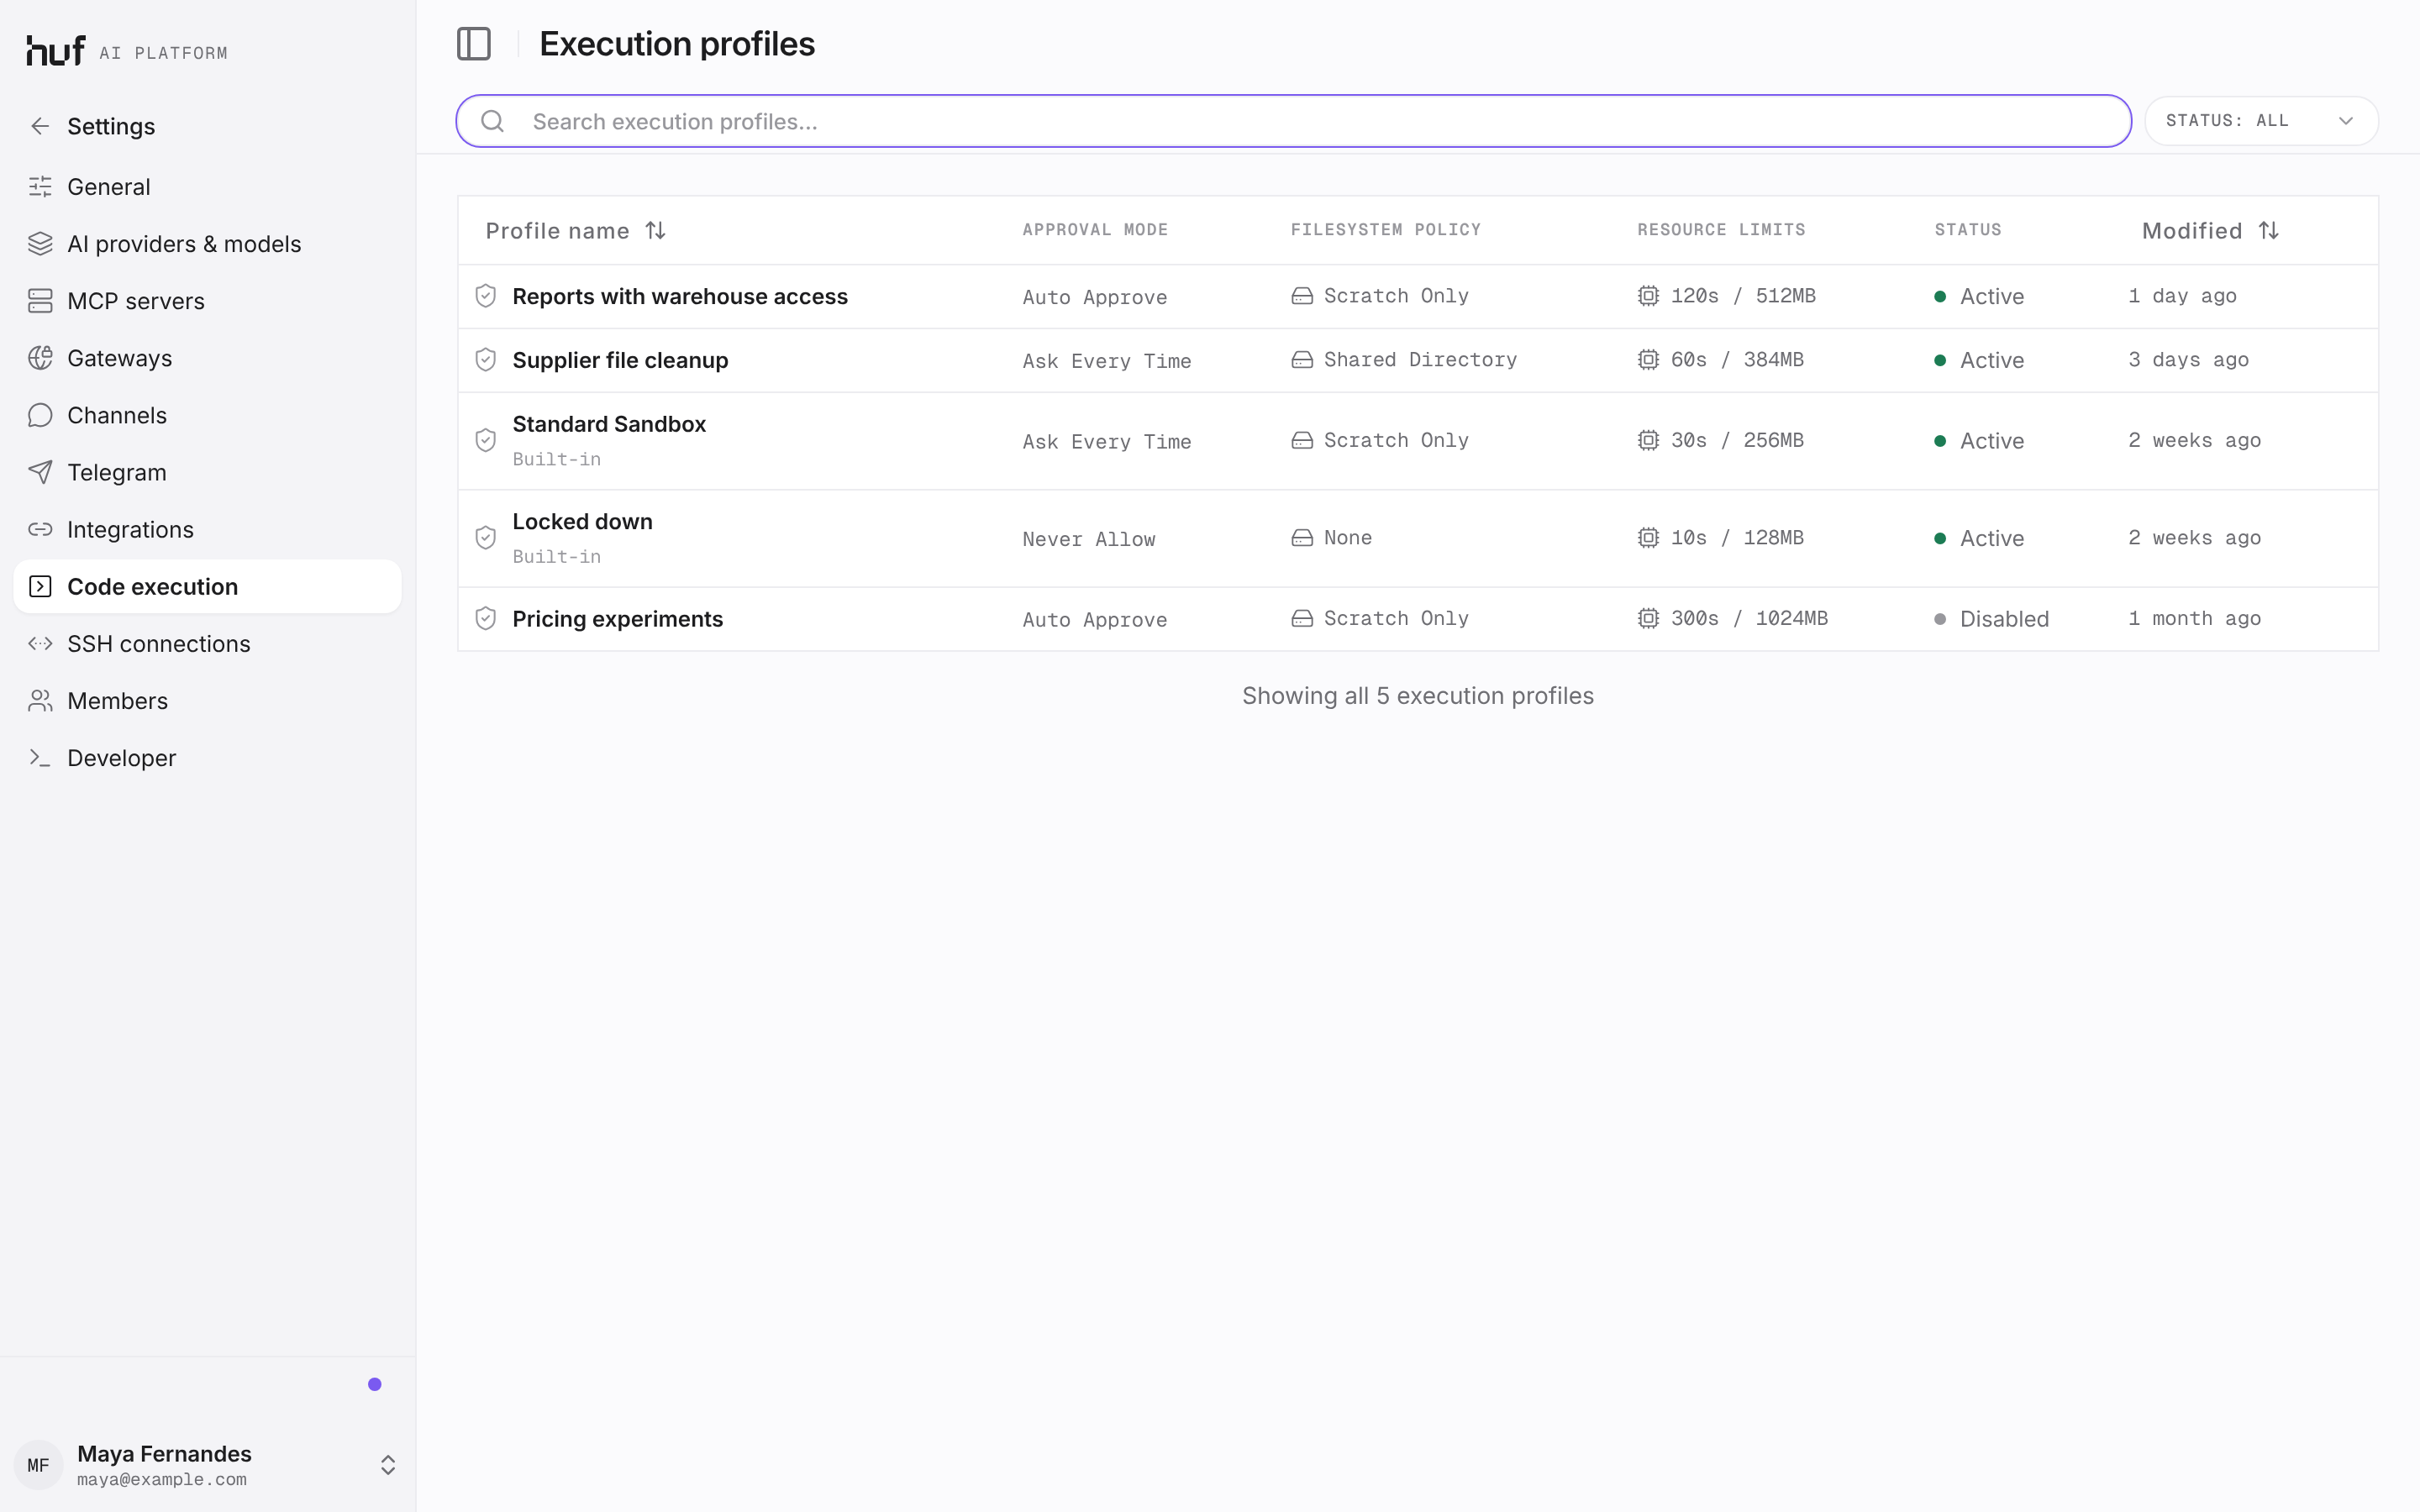 huf AI PLATFORM
Settings
General
AI providers & models
MCP servers
Gateways
Channels
Telegram
Integrations
Code execution
SSH connections
Members
Developer
MF
Maya Fernandes
maya@example.com
Execution profiles
Search execution profiles...
STATUS: ALL
Profile name APPROVAL MODE FILESYSTEM POLICY RESOURCE LIMITS STATUS Modified
Reports with warehouse access Auto Approve Scratch Only 120s / 512MB Active 1 day ago
Supplier file cleanup Ask Every Time Shared Directory 60s / 384MB Active 3 days ago
Standard Sandbox Ask Every Time Scratch Only 30s / 256MB Active 2 weeks ago
Built-in
Locked down Never Allow None 10s / 128MB Active 2 weeks ago
Built-in
Pricing experiments Auto Approve Scratch Only 300s / 1024MB Disabled 1 month ago
Showing all 5 execution profiles